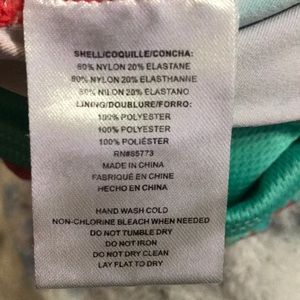 SHELL/COQUILLE/CONCHA:
80% NYLON 20% ELASTANE
80% NYLON 20% ELASTHANNE
80% NILON 20% ELASTANO
LINING/DOUBLURE/FORRO:
100% POLYESTER
100% POLYESTER
100% POLIÉSTER
RN#85773
MADE IN CHINA
FABRIQUÉ EN CHINE
HECHO EN CHINA
HAND WASH COLD
NON-CHLORINE BLEACH WHEN NEEDED
DO NOT TUMBLE DRY
DO NOT IRON
DO NOT DRY CLEAN
LAY FLAT TO DRY